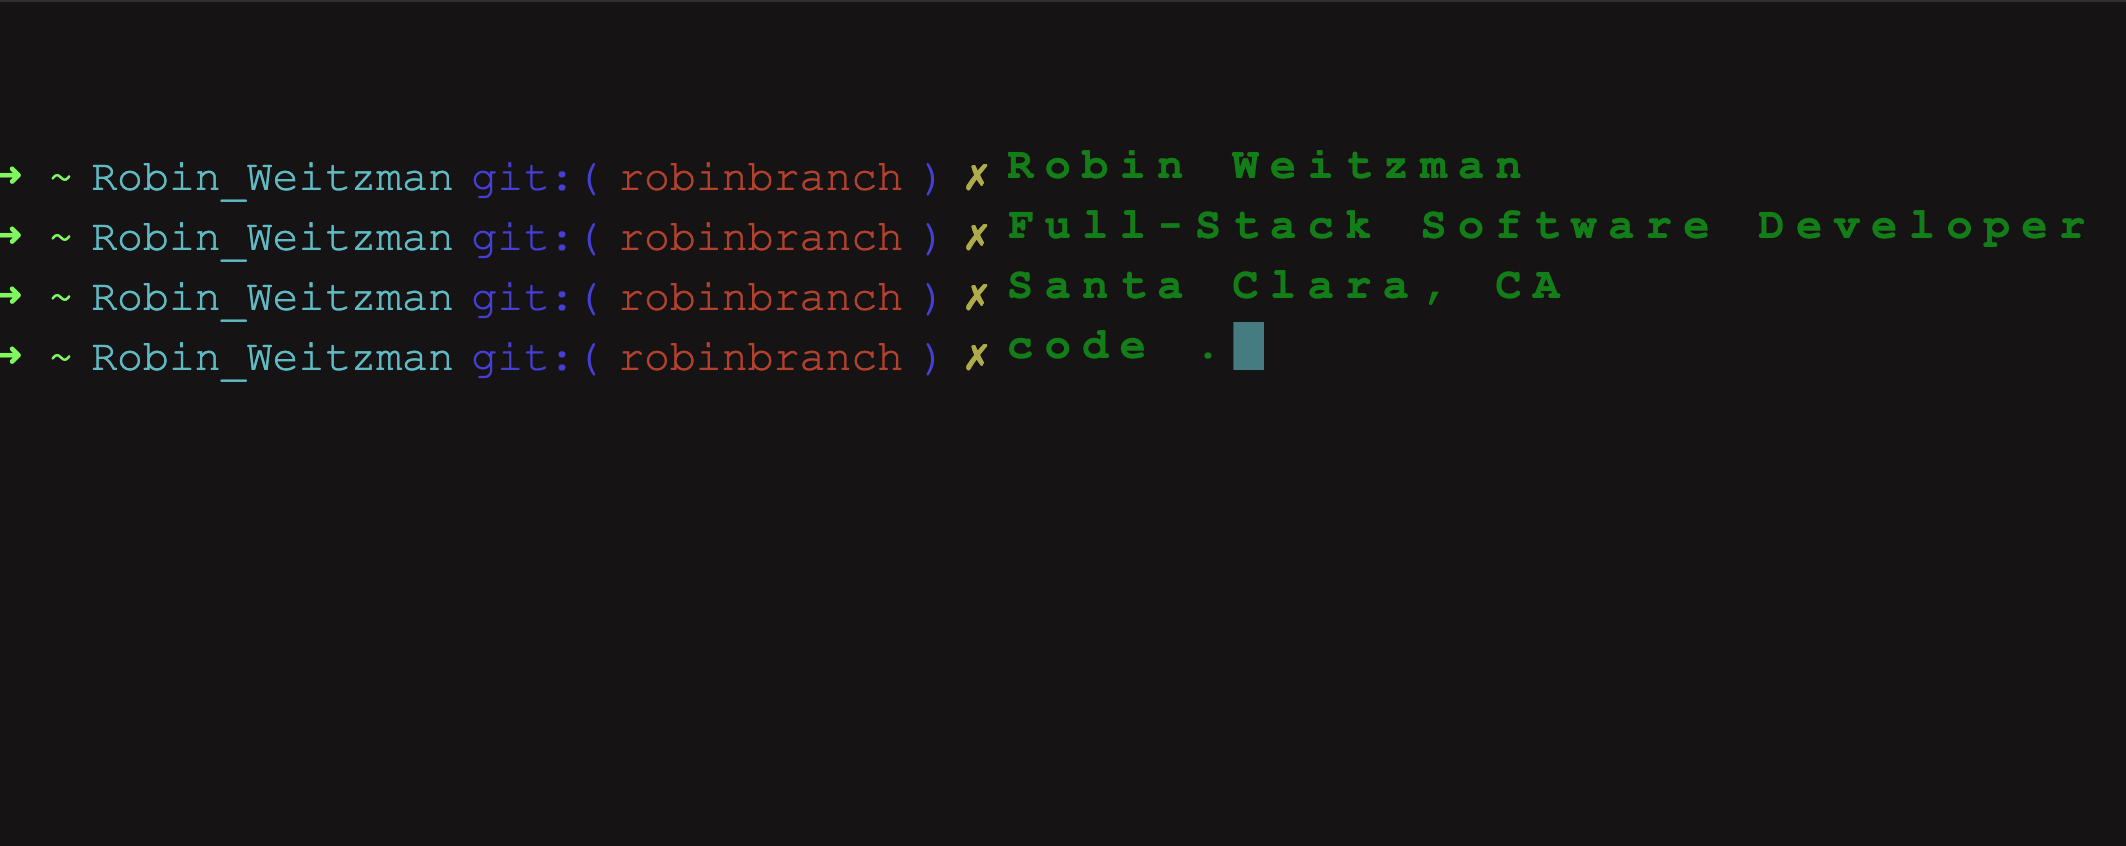 ➜ ~ Robin_Weitzman git:( robinbranch ) ✗ Robin Weitzman
➜ ~ Robin_Weitzman git:( robinbranch ) ✗ Full-Stack Software Developer
➜ ~ Robin_Weitzman git:( robinbranch ) ✗ Santa Clara, CA
➜ ~ Robin_Weitzman git:( robinbranch ) ✗ code .